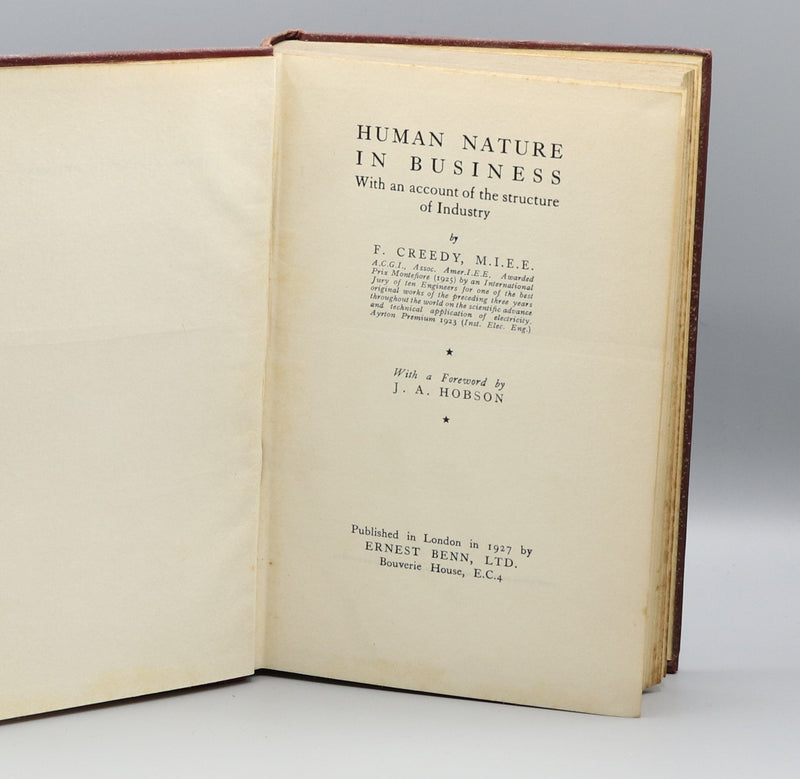 HUMAN NATURE
IN BUSINESS
With an account of the structure
of Industry
by
F. CREEDY, M.I.E.E.
A.C.G.I., Assoc. Amer.I.E.E. Awarded
Prix Montefiore (1925) by an International
Jury of ten Engineers for one of the best
original works of the preceding three years
throughout the world on the scientific advance
and technical application of electricity.
Ayrton Premium 1923 (Inst. Elec. Eng.)
★
With a Foreword by
J. A. HOBSON
★
Published in London in 1927 by
ERNEST BENN, LTD.
Bouverie House, E.C.4